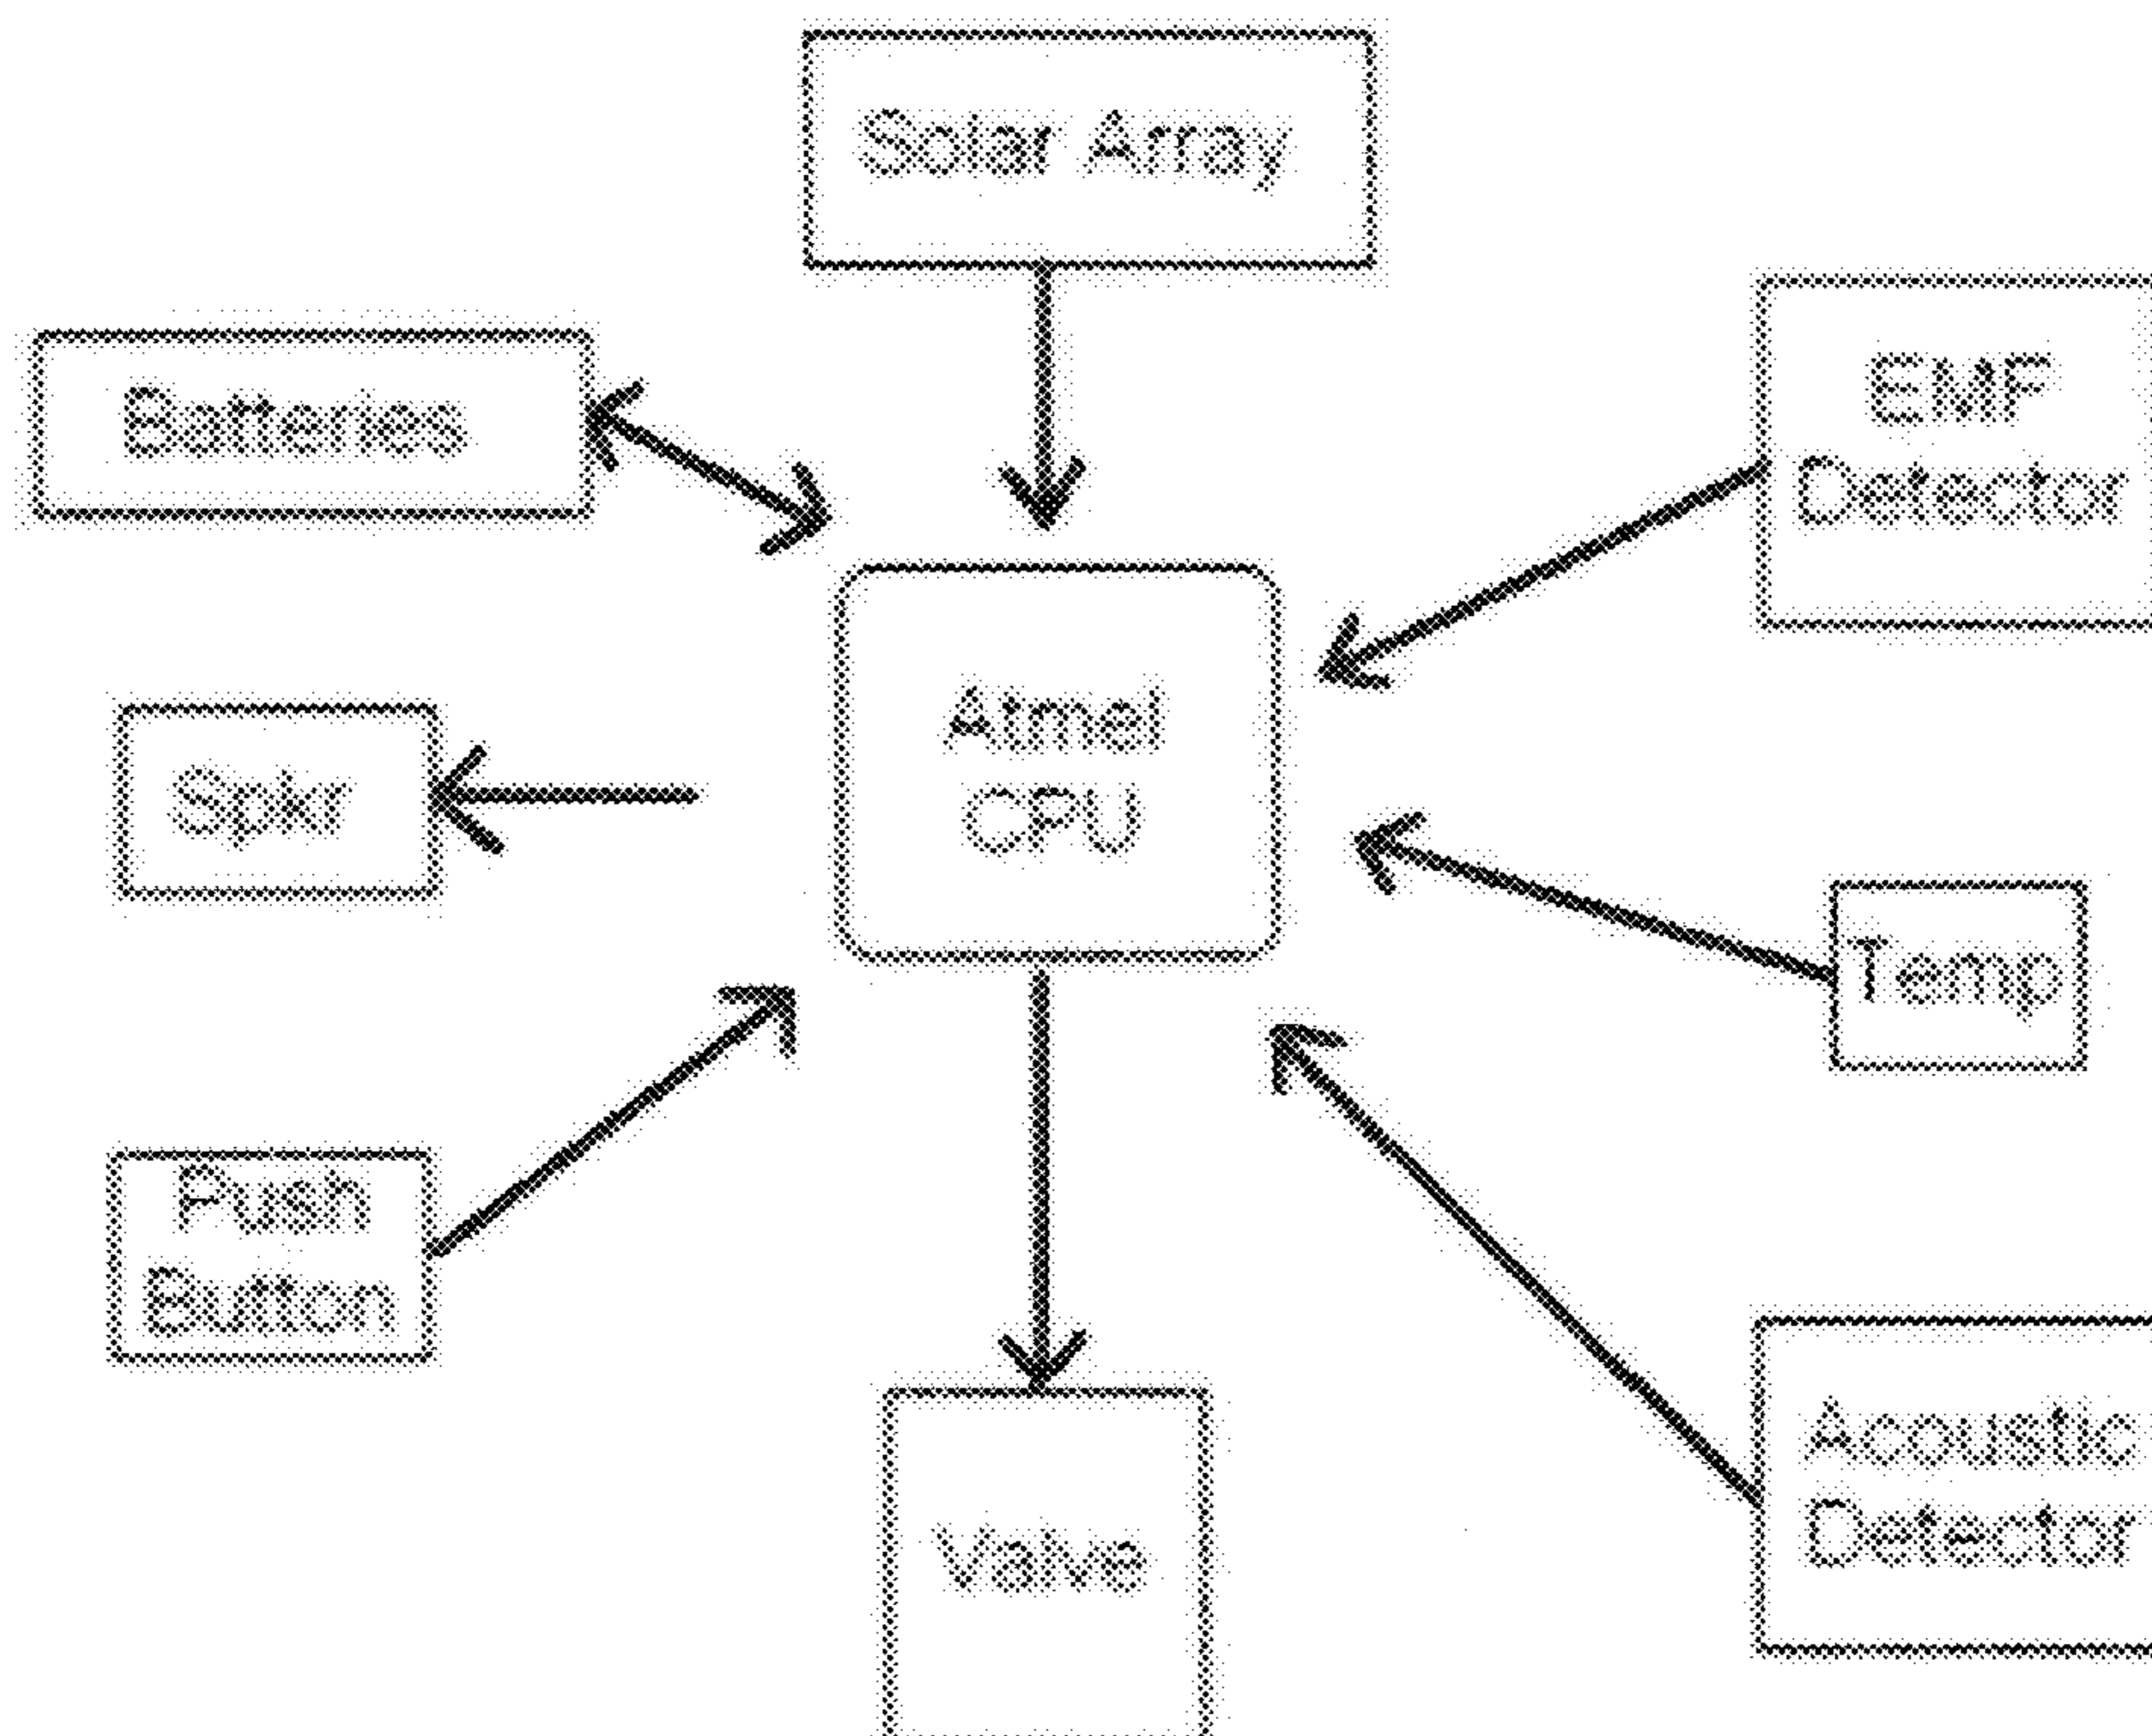 Solar Array
Batteries
EMF
Detector
Atmel
CPU
Spkr
Temp
Push
Button
Acoustic
Detector
Valve